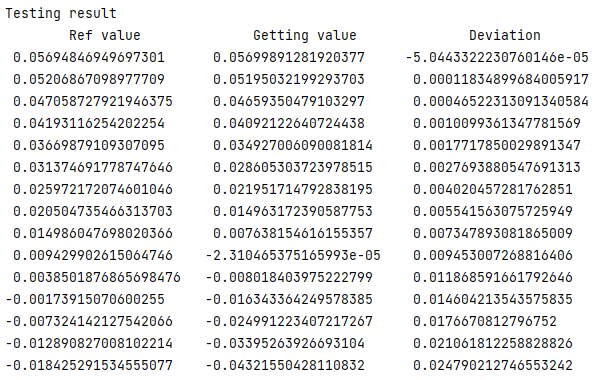 Testing result
Ref value Getting value Deviation
0.05694846949697301 0.05699891281920377 -5.0443322230760146e-05
0.05206867098977709 0.05195032199293703 0.00011834899684005917
0.047058727921946375 0.04659350479103297 0.00046522313091340584
0.04193116254202254 0.04092122640724438 0.0010099361347781569
0.03669879109307095 0.034927006090081814 0.0017717850029891347
0.031374691778747646 0.028605303723978515 0.0027693880547691313
0.025972172074601046 0.021951714792838195 0.004020457281762851
0.020504735466313703 0.014963172390587753 0.005541563075725949
0.014986047698020366 0.007638154616155357 0.007347893081865009
0.009429902615064746 -2.310465375165993e-05 0.009453007268816406
0.0038501876865698476 -0.008018403975222799 0.011868591661792646
-0.00173915070600255 -0.016343364249578385 0.014604213543575835
-0.007324142127542066 -0.024991223407217267 0.0176670812796752
-0.012890827008102214 -0.03395263926693104 0.021061812258828826
-0.018425291534555077 -0.04321550428110832 0.024790212746553242